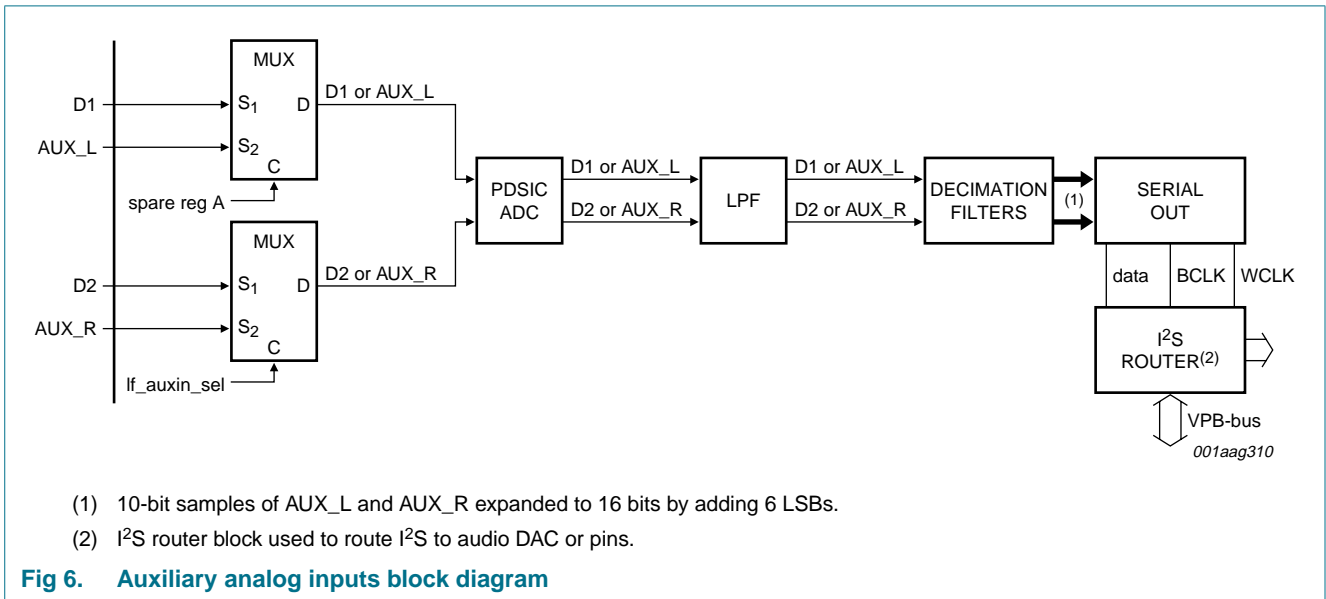 MUX
D1
S1
D
D1 or AUX_L
AUX_L
S2
C
spare reg A
MUX
D2
S1
D
D2 or AUX_R
AUX_R
S2
C
lf_auxin_sel
PDSIC
ADC
D1 or AUX_L
D2 or AUX_R
LPF
D1 or AUX_L
D2 or AUX_R
DECIMATION
FILTERS
(1)
SERIAL
OUT
data
BCLK
WCLK
I2S
ROUTER(2)
VPB-bus
001aag310
(1) 10-bit samples of AUX_L and AUX_R expanded to 16 bits by adding 6 LSBs.
(2) I2S router block used to route I2S to audio DAC or pins.
Fig 6. Auxiliary analog inputs block diagram